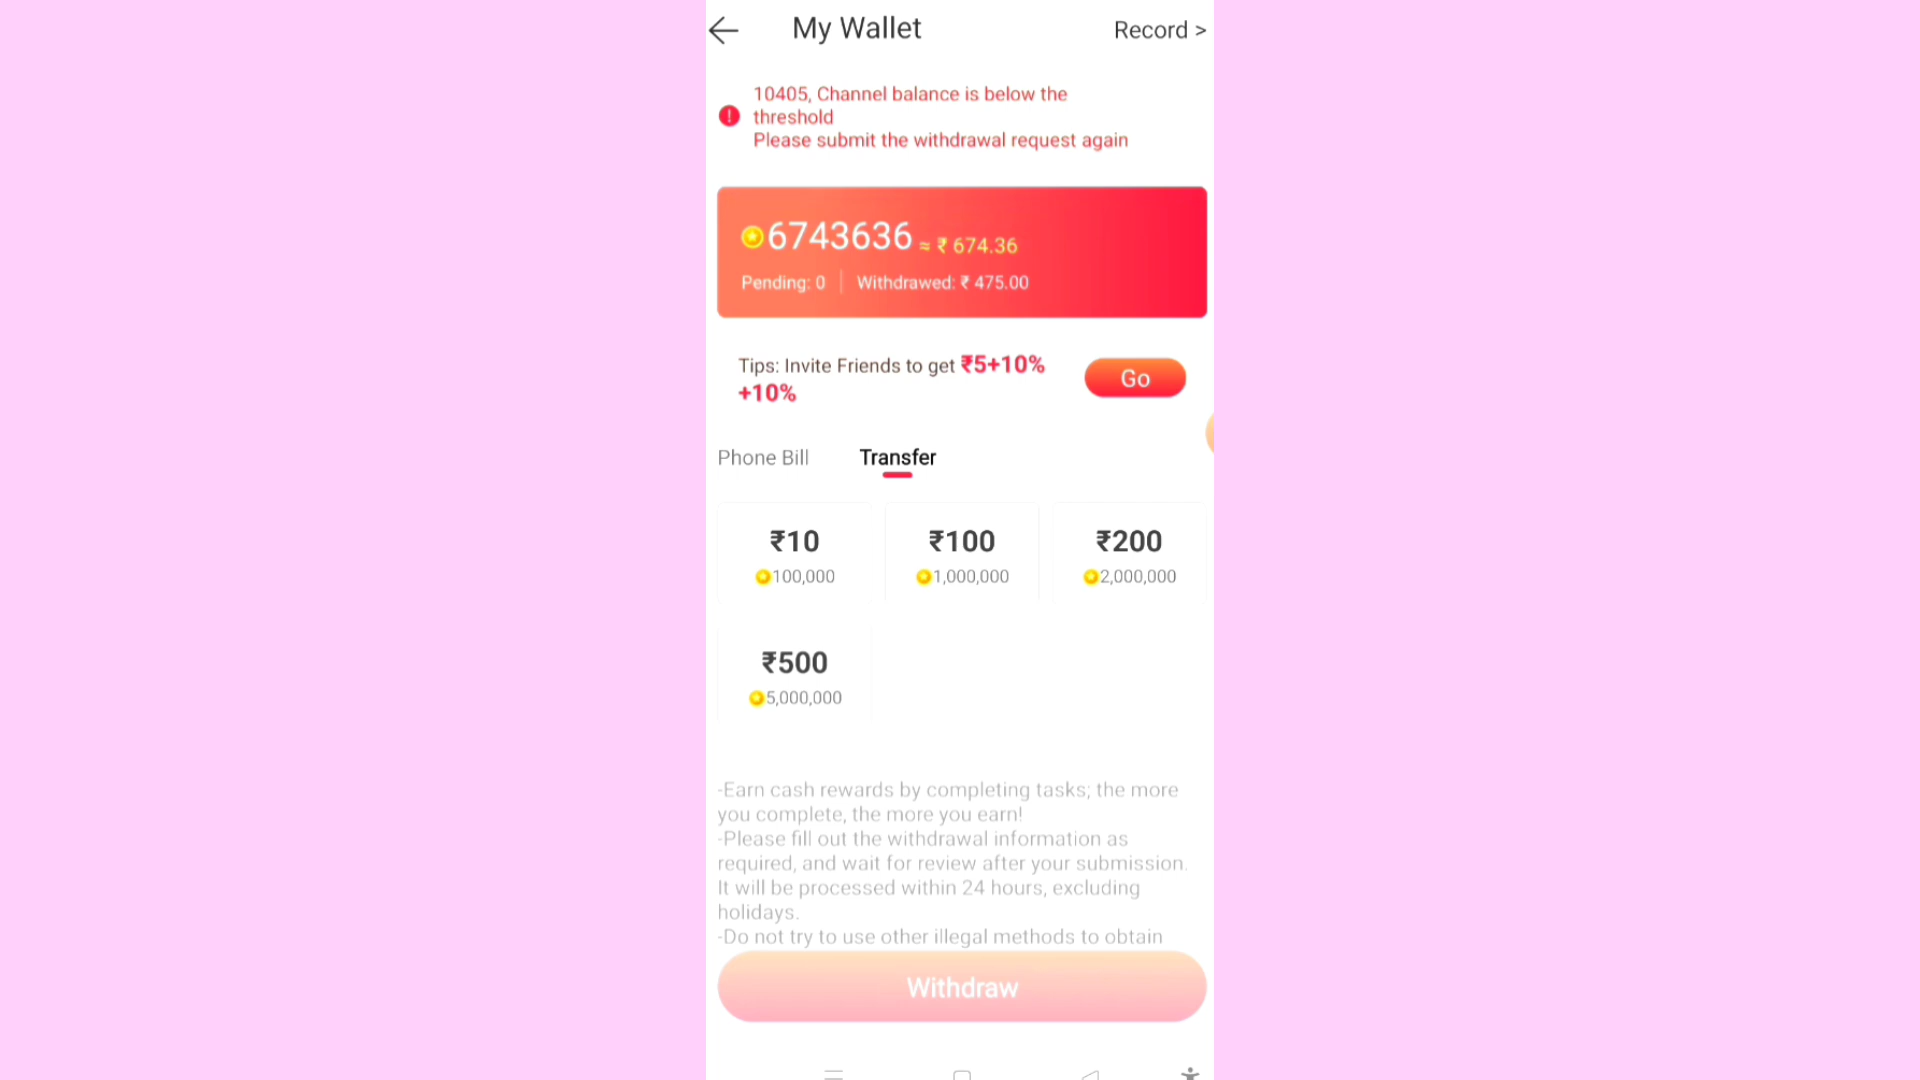 My Wallet
Record >
10405, Channel balance is below the
threshold
Please submit the withdrawal request again
6743636 ≈ ₹ 674.36
Pending: 0 | Withdrawed: ₹ 475.00
Tips: Invite Friends to get ₹5+10%
+10%
Go
Phone Bill
Transfer
₹10
₹100
₹200
100,000
1,000,000
2,000,000
₹500
5,000,000
-Earn cash rewards by completing tasks; the more
you complete, the more you earn!
-Please fill out the withdrawal information as
required, and wait for review after your submission.
It will be processed within 24 hours, excluding
holidays.
-Do not try to use other illegal methods to obtain
Withdraw